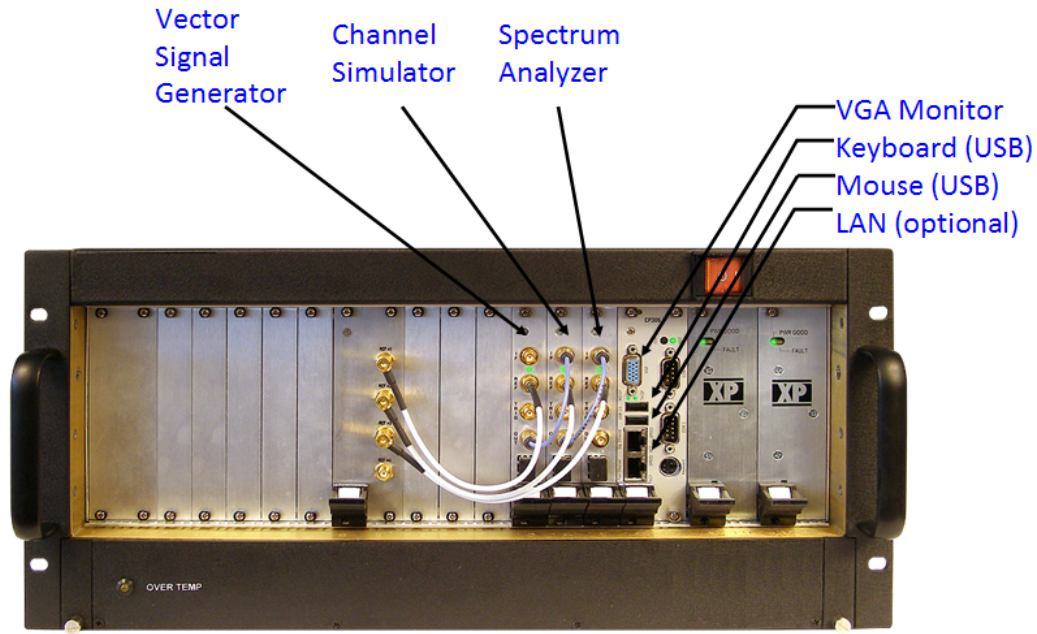 Vector
Signal
Generator
Channel
Simulator
Spectrum
Analyzer
VGA Monitor
Keyboard (USB)
Mouse (USB)
LAN (optional)
CP306
PWR GOOD
FAULT
XP
PWR GOOD
FAULT
XP
OVER TEMP